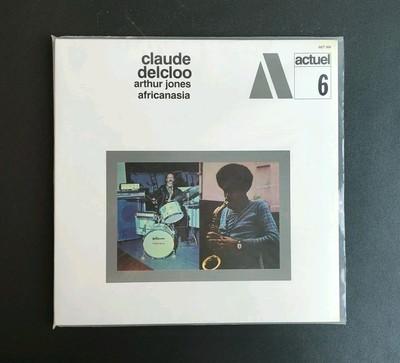 claude
delcloo
arthur jones
africanasia
actuel
6